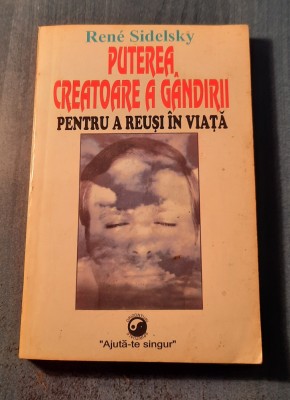 René Sidelsky
PUTEREA
CREATOARE A GÂNDIRII
PENTRU A REUȘI ÎN VIAȚĂ
"Ajută-te singur"